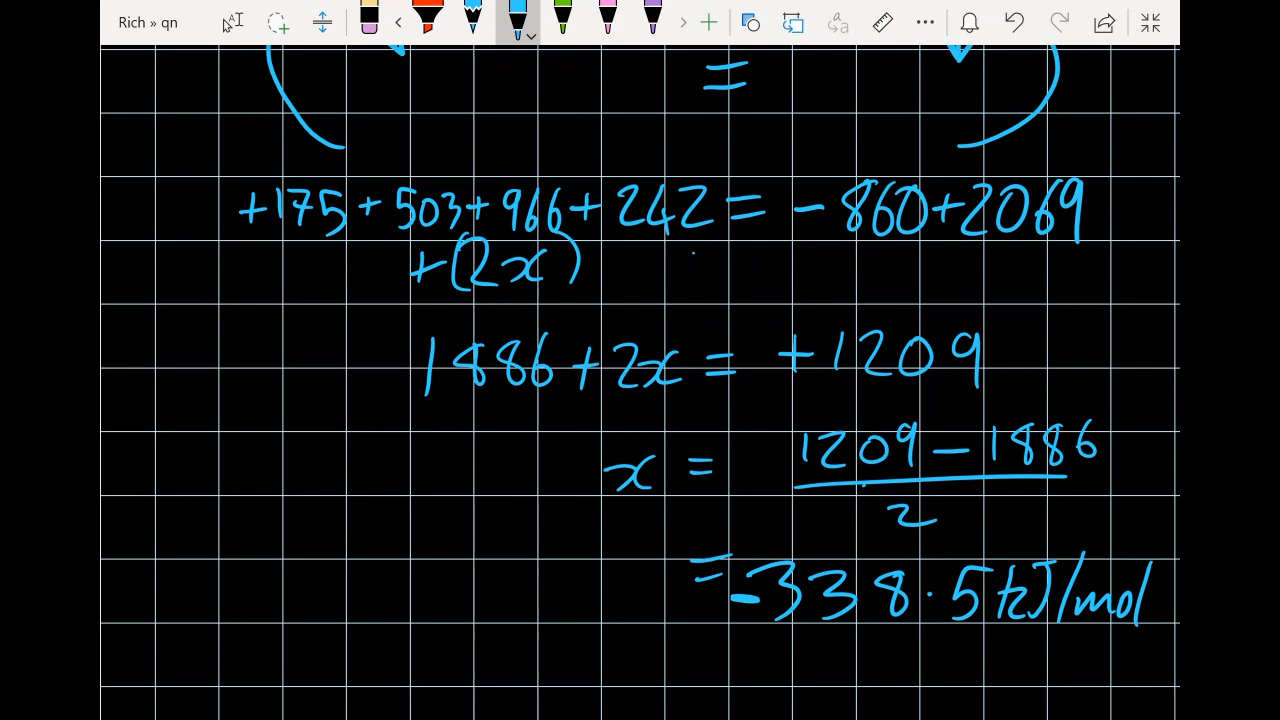 Rich » qn
=
+175 + 503 + 966 + 242 = - 860 + 2069
+ (2x)
1886 + 2x = +1209
x = 1209 - 1886
2
= -338.5 kJ/mol